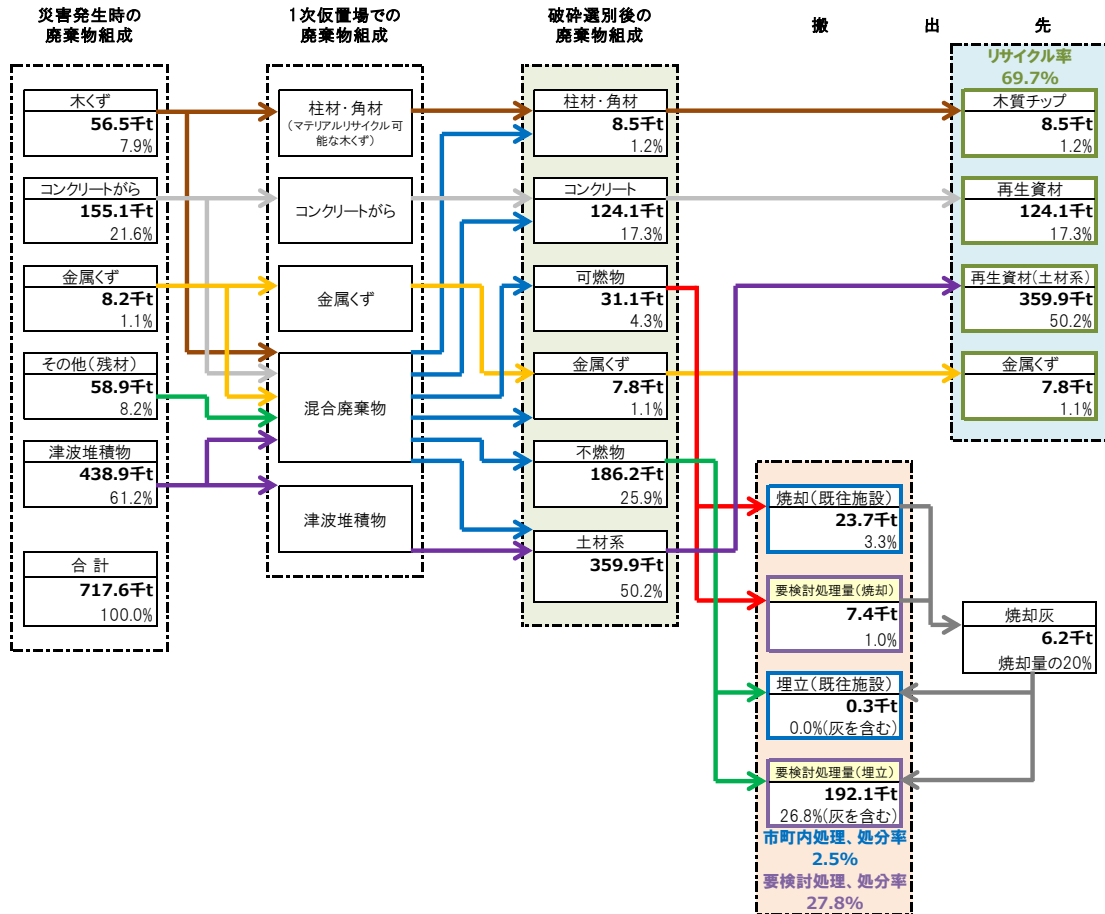 災害発生時の
廃棄物組成
木くず
56.5千t
7.9%
コンクリートがら
155.1千t
21.6%
金属くず
8.2千t
1.1%
その他(残材)
58.9千t
8.2%
津波堆積物
438.9千t
61.2%
合 計
717.6千t
100.0%
1次仮置場での
廃棄物組成
柱材・角材
(マテリアルリサイクル可
能な木くず)
コンクリートがら
金属くず
混合廃棄物
津波堆積物
破砕選別後の
廃棄物組成
柱材・角材
8.5千t
1.2%
コンクリート
124.1千t
17.3%
可燃物
31.1千t
4.3%
金属くず
7.8千t
1.1%
不燃物
186.2千t
25.9%
土材系
359.9千t
50.2%
搬 出 先
リサイクル率
69.7%
木質チップ
8.5千t
1.2%
再生資材
124.1千t
17.3%
再生資材(土材系)
359.9千t
50.2%
金属くず
7.8千t
1.1%
焼却(既往施設)
23.7千t
3.3%
要検討処理量(焼却)
7.4千t
1.0%
埋立(既往施設)
0.3千t
0.0%(灰を含む)
要検討処理量(埋立)
192.1千t
26.8%(灰を含む)
市町内処理、処分率
2.5%
要検討処理、処分率
27.8%
焼却灰
6.2千t
焼却量の20%